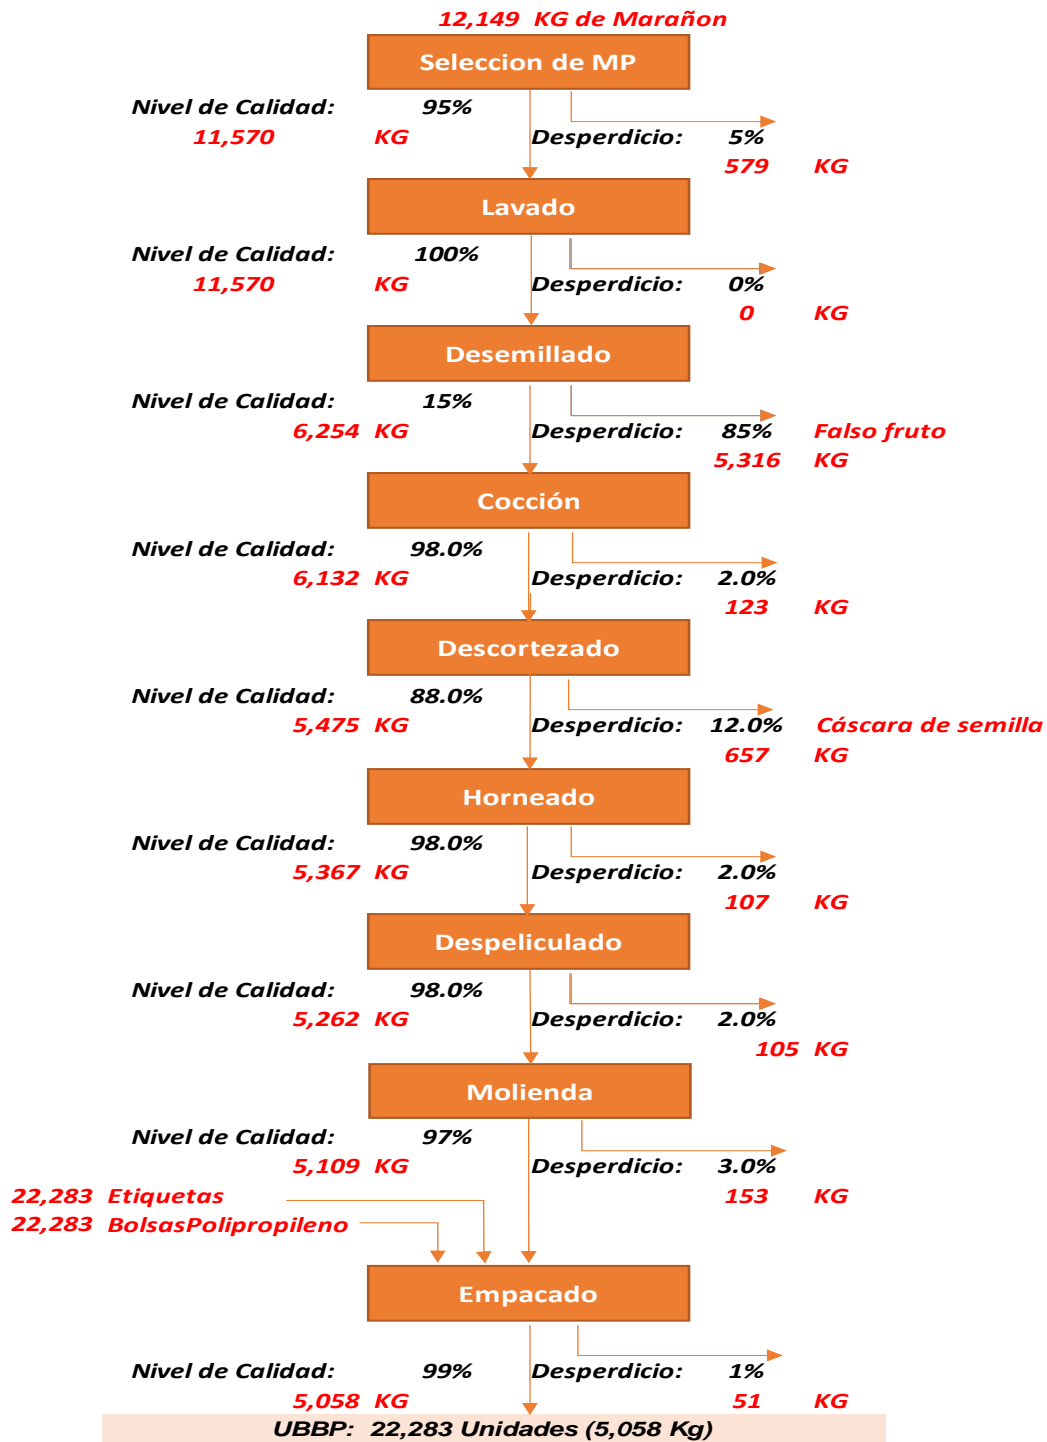 12,149 KG de Marañon
Seleccion de MP
Nivel de Calidad: 95%
11,570 KG Desperdicio: 5%
579 KG
Lavado
Nivel de Calidad: 100%
11,570 KG Desperdicio: 0%
0 KG
Desemillado
Nivel de Calidad: 15%
6,254 KG Desperdicio: 85% Falso fruto
5,316 KG
Cocción
Nivel de Calidad: 98.0%
6,132 KG Desperdicio: 2.0%
123 KG
Descortezado
Nivel de Calidad: 88.0%
5,475 KG Desperdicio: 12.0% Cáscara de semilla
657 KG
Horneado
Nivel de Calidad: 98.0%
5,367 KG Desperdicio: 2.0%
107 KG
Despeliculado
Nivel de Calidad: 98.0%
5,262 KG Desperdicio: 2.0%
105 KG
Molienda
Nivel de Calidad: 97%
5,109 KG Desperdicio: 3.0%
22,283 Etiquetas 153 KG
22,283 BolsasPolipropileno
Empacado
Nivel de Calidad: 99% Desperdicio: 1%
5,058 KG 51 KG
UBBP: 22,283 Unidades (5,058 Kg)